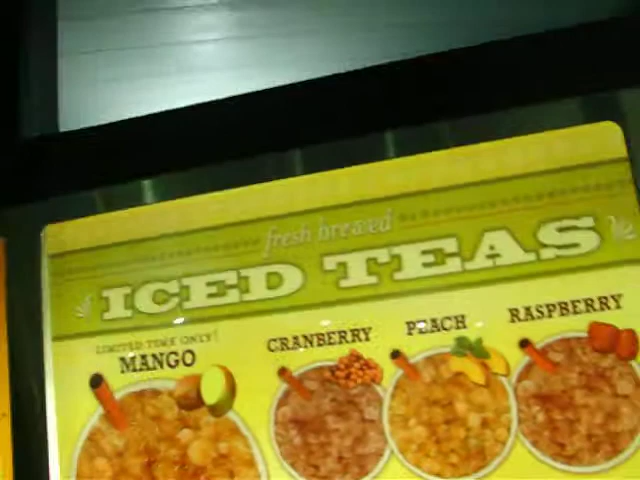 fresh brewed
ICED TEAS
LIMITED TIME ONLY!
MANGO
CRANBERRY
PEACH
RASPBERRY